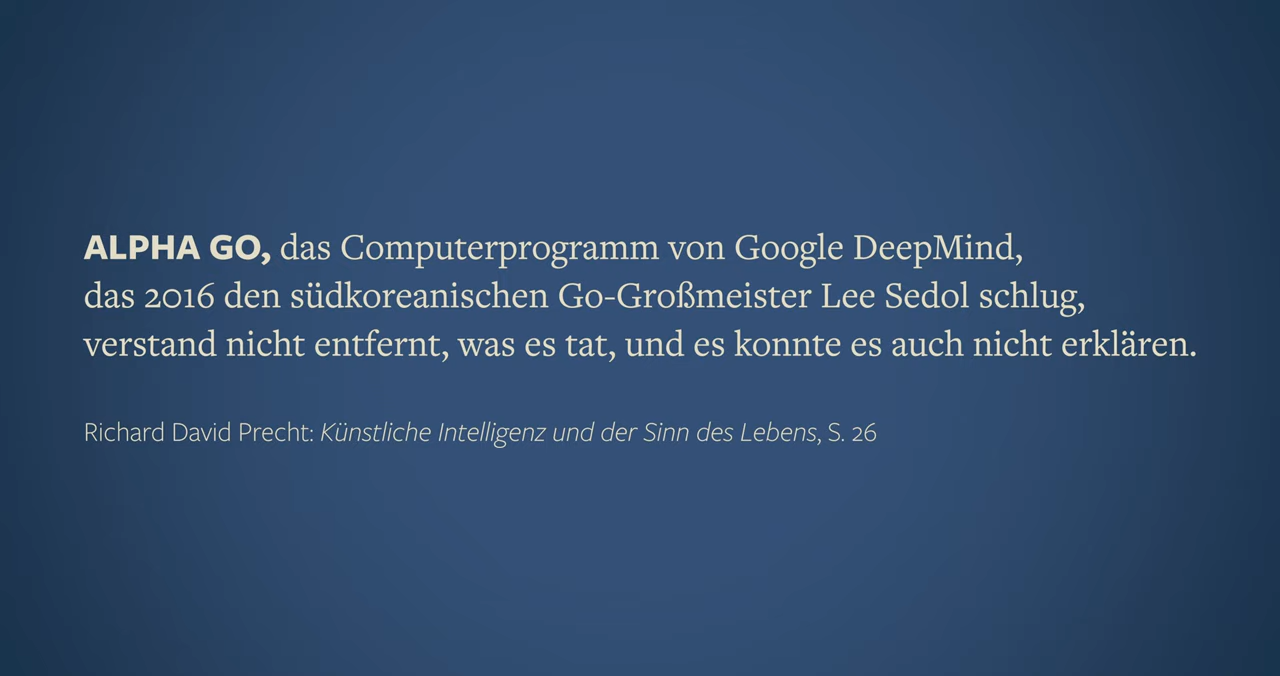 ALPHA GO, das Computerprogramm von Google DeepMind,
das 2016 den südkoreanischen Go-Großmeister Lee Sedol schlug,
verstand nicht entfernt, was es tat, und es konnte es auch nicht erklären.
Richard David Precht: Künstliche Intelligenz und der Sinn des Lebens, S. 26